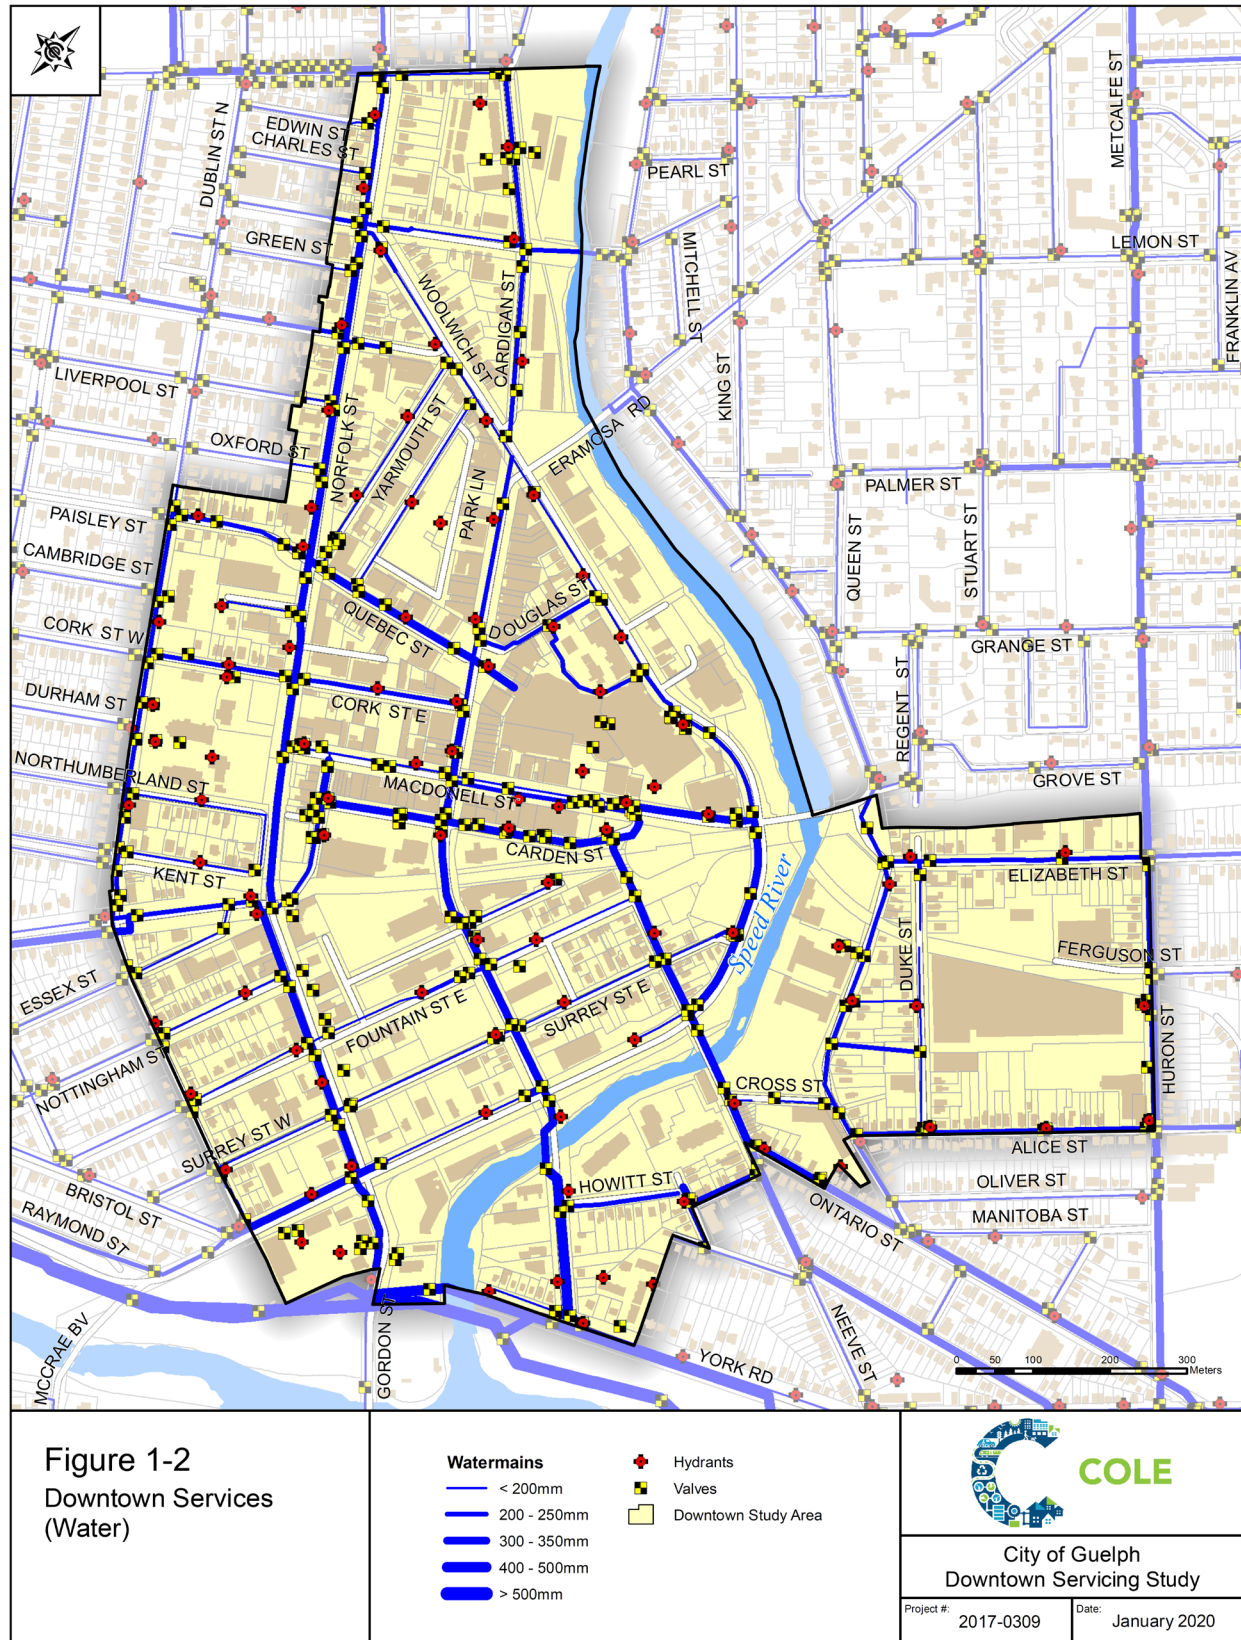 EDWIN ST
CHARLES ST
DUBLIN ST N
GREEN ST
WOOLWICH ST
CARDIGAN ST
PEARL ST
MITCHELL ST
METCALFE ST
LEMON ST
FRANKLIN AV
LIVERPOOL ST
OXFORD ST
NORFOLK ST
YARMOUTH ST
PARK LN
ERAMOSA RD
KING ST
PALMER ST
PAISLEY ST
CAMBRIDGE ST
CORK ST W
DURHAM ST
NORTHUMBERLAND ST
KENT ST
QUEBEC ST
DOUGLAS ST
CORK ST E
MACDONELL ST
CARDEN ST
QUEEN ST
STUART ST
GRANGE ST
REGENT ST
GROVE ST
Speed River
ELIZABETH ST
DUKE ST
FERGUSON ST
HURON ST
ESSEX ST
NOTTINGHAM ST
FOUNTAIN ST E
SURREY ST E
SURREY ST W
CROSS ST
ALICE ST
OLIVER ST
MANITOBA ST
HOWITT ST
ONTARIO ST
BRISTOL ST
RAYMOND ST
MCCRAE BV
GORDON ST
YORK RD
NEEVE ST
0 50 100 200 300
Meters
Figure 1-2
Downtown Services
(Water)
Watermains
< 200mm
200 - 250mm
300 - 350mm
400 - 500mm
> 500mm
Hydrants
Valves
Downtown Study Area
COLE
City of Guelph
Downtown Servicing Study
Project #: 2017-0309
Date: January 2020